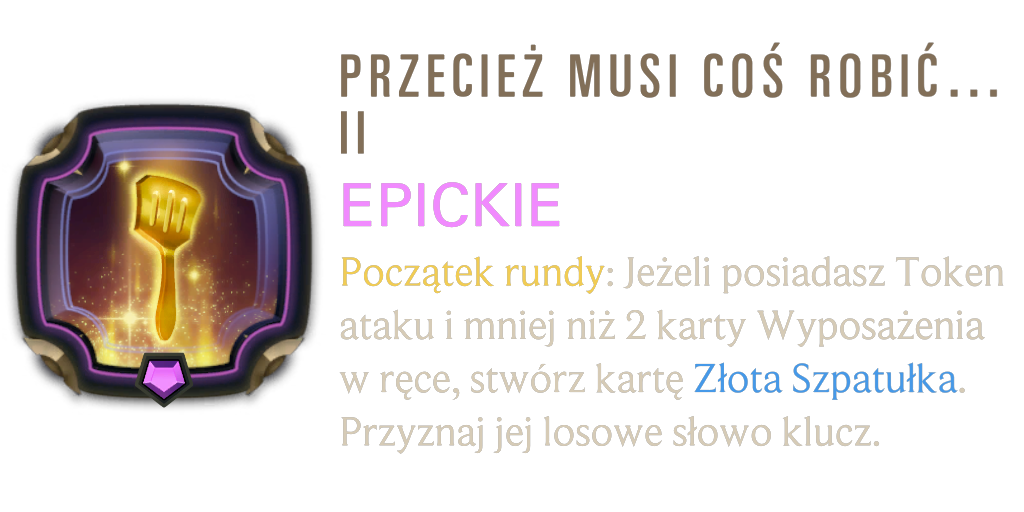 PRZECIEŻ MUSI COŚ ROBIĆ...
II
EPICKIE
Początek rundy: Jeżeli posiadasz Token
ataku i mniej niż 2 karty Wyposażenia
w ręce, stwórz kartę Złota Szpatułka.
Przyznaj jej losowe słowo klucz.